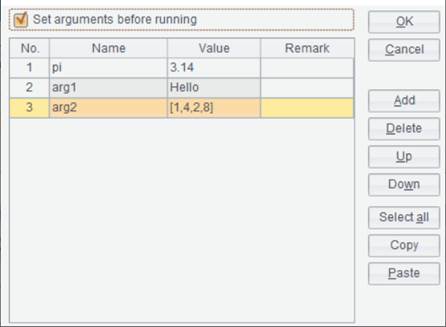 Set arguments before running
No. Name Value Remark
1 pi 3.14
2 arg1 Hello
3 arg2 [1,4,2,8]
OK
Cancel
Add
Delete
Up
Down
Select all
Copy
Paste